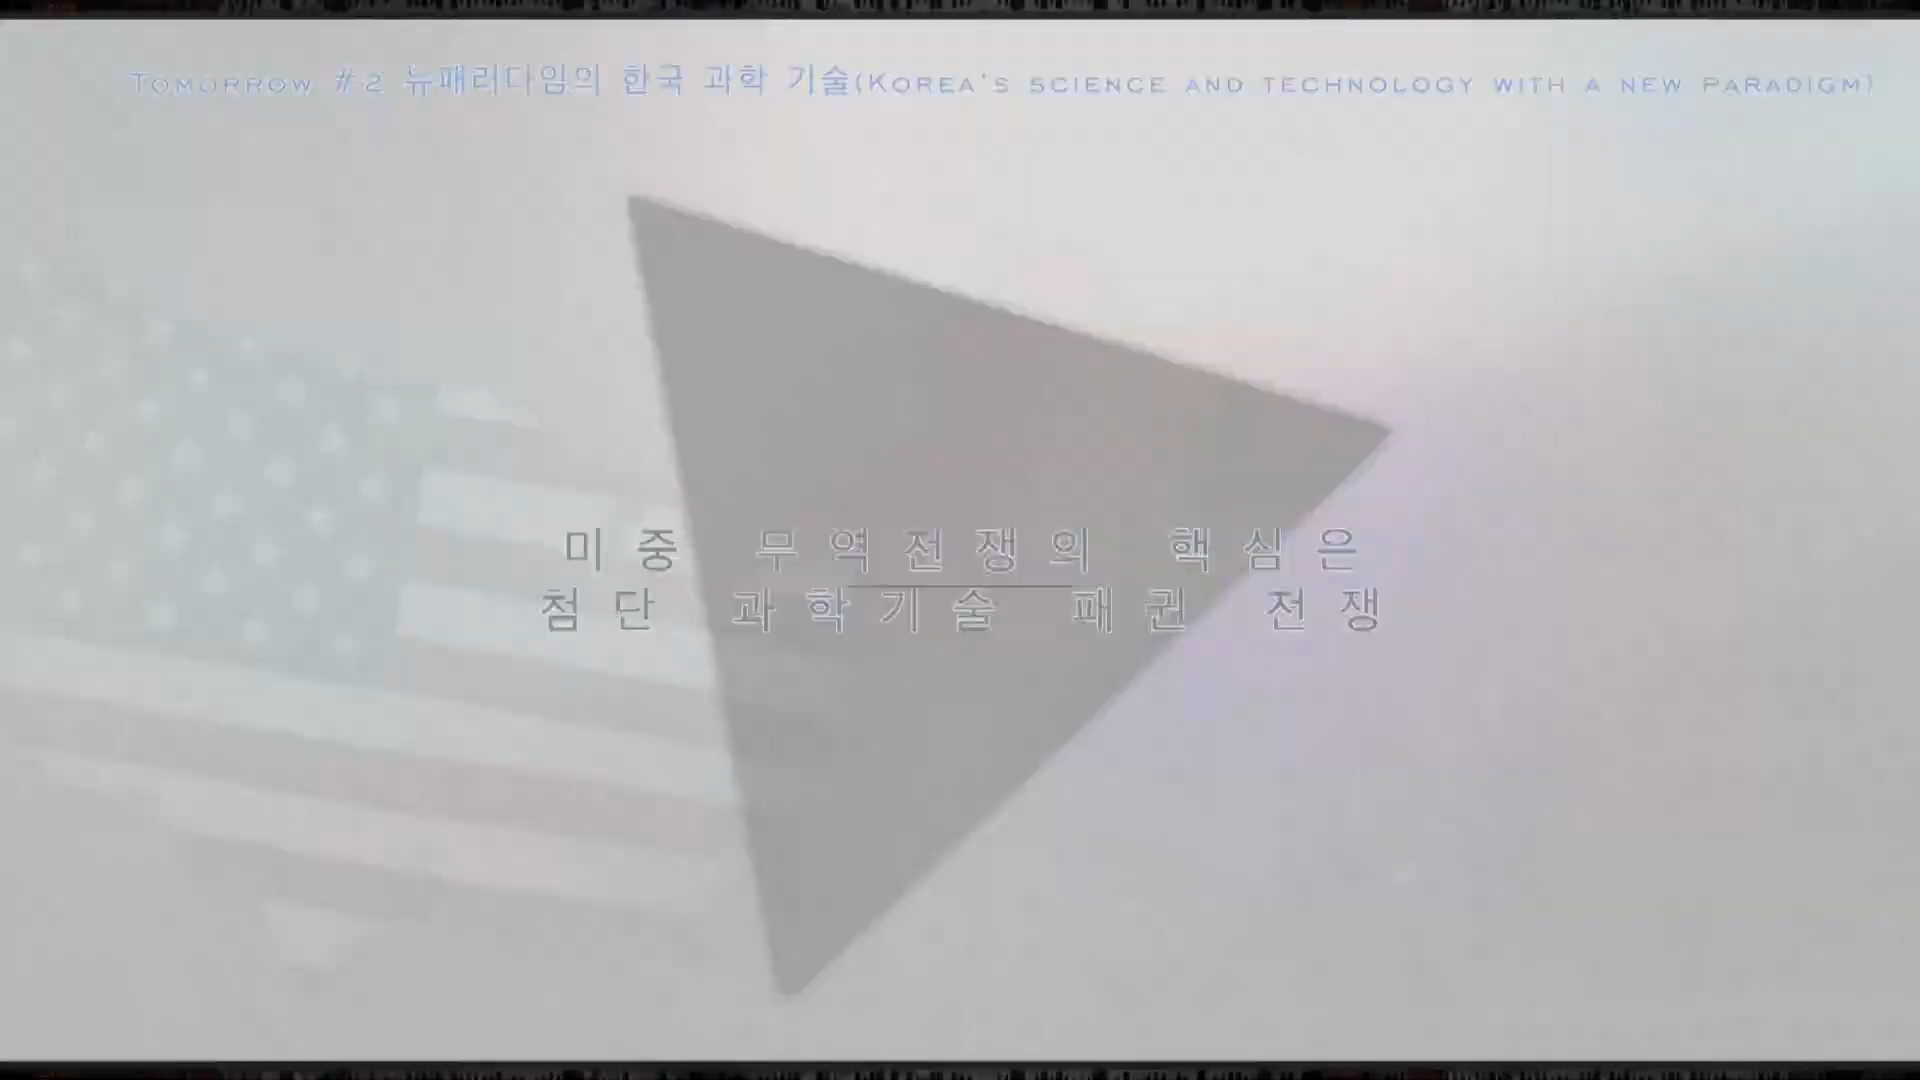 Tomorrow #2 뉴패러다임의 한국 과학 기술(Korea's science and technology with a new paradigm)
미중 무역전쟁의 핵심은
첨단 과학기술 패권 전쟁